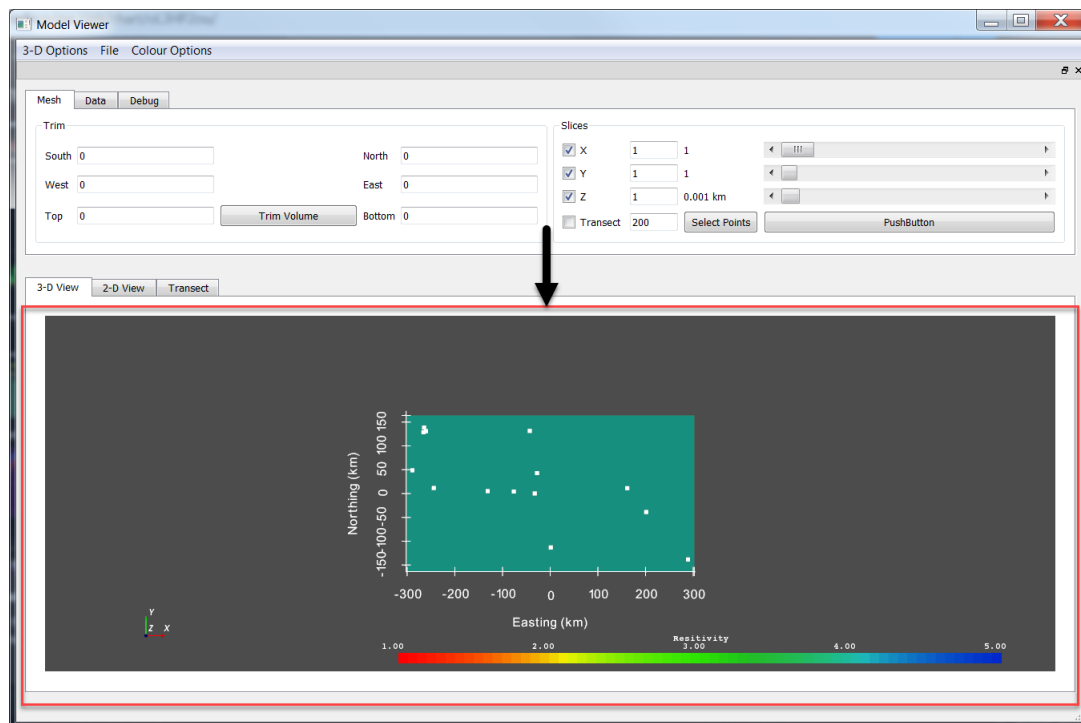 Model Viewer
3-D Options File Colour Options
Mesh Data Debug
Trim
South 0 North 0
West 0 East 0
Top 0 Trim Volume Bottom 0
Slices
X 1 1
Y 1 1
Z 1 0.001 km
Transect 200 Select Points PushButton
3-D View 2-D View Transect
Northing (km)
150
100
50
0
-50
-100
-150
-300 -200 -100 0 100 200 300
Easting (km)
Resitivity
1.00 2.00 3.00 4.00 5.00
Y
Z X